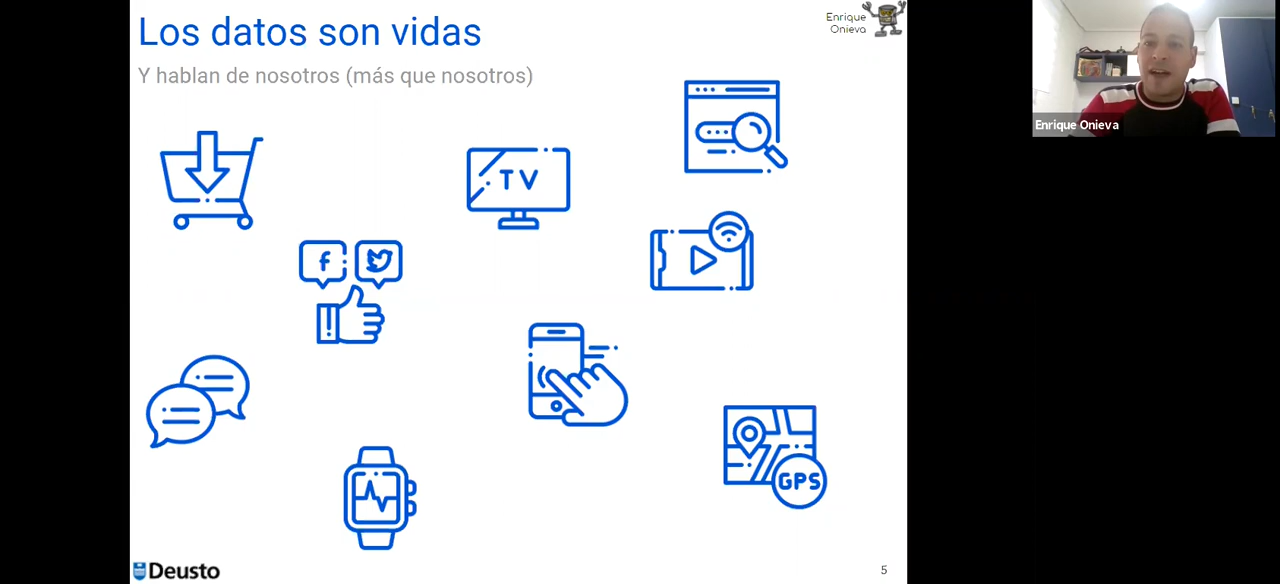 Los datos son vidas
Y hablan de nosotros (más que nosotros)
Enrique
Onieva
Enrique Onieva
TV
f
GPS
Deusto
5